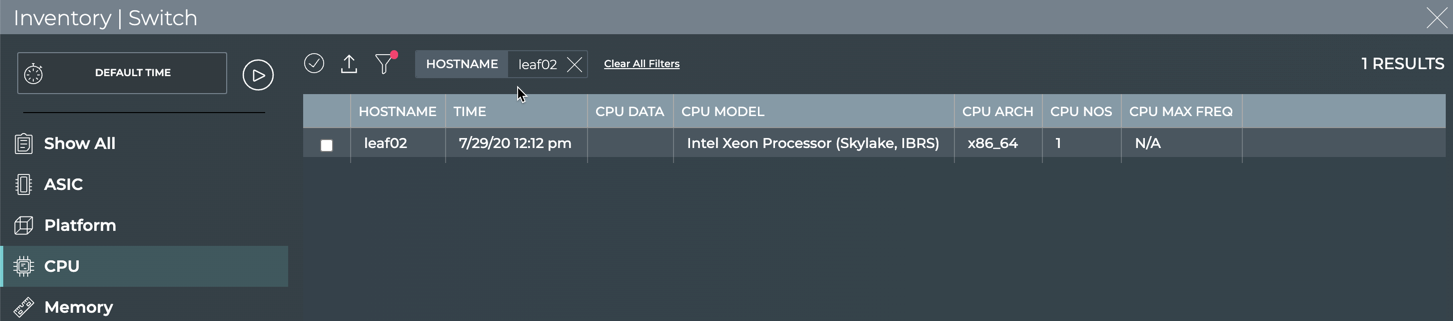 Inventory | Switch
DEFAULT TIME
HOSTNAME leaf02 Clear All Filters 1 RESULTS
HOSTNAME TIME CPU DATA CPU MODEL CPU ARCH CPU NOS CPU MAX FREQ
leaf02 7/29/20 12:12 pm Intel Xeon Processor (Skylake, IBRS) x86_64 1 N/A
Show All
ASIC
Platform
CPU
Memory